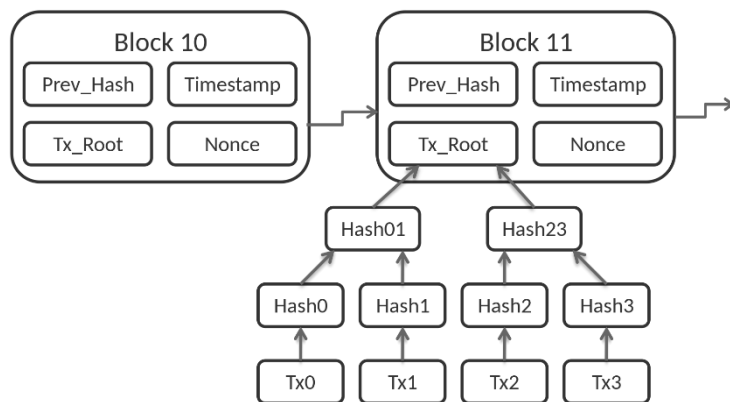 Block 10
Block 11
Prev_Hash
Timestamp
Prev_Hash
Timestamp
Tx_Root
Nonce
Tx_Root
Nonce
Hash01
Hash23
Hash0
Hash1
Hash2
Hash3
Tx0
Tx1
Tx2
Tx3